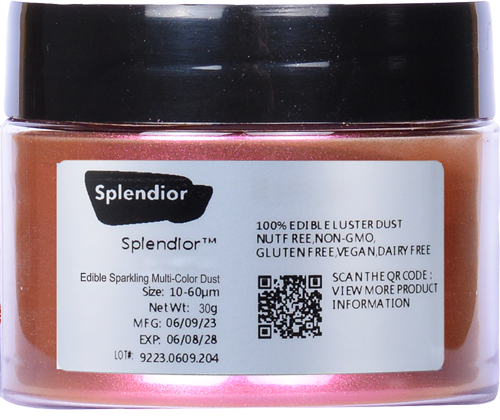 Splendior
Splendior™
Edible Sparkling Multi-Color Dust
Size: 10-60µm
Net Wt: 30g
MFG: 06/09/23
EXP: 06/08/28
LOT#: 9223.0609.204
100% EDIBLE LUSTER DUST
NUT FREE,NON-GMO,
GLUTEN FREE,VEGAN,DAIRY FREE
SCAN THE QR CODE :
VIEW MORE PRODUCT
INFORMATION